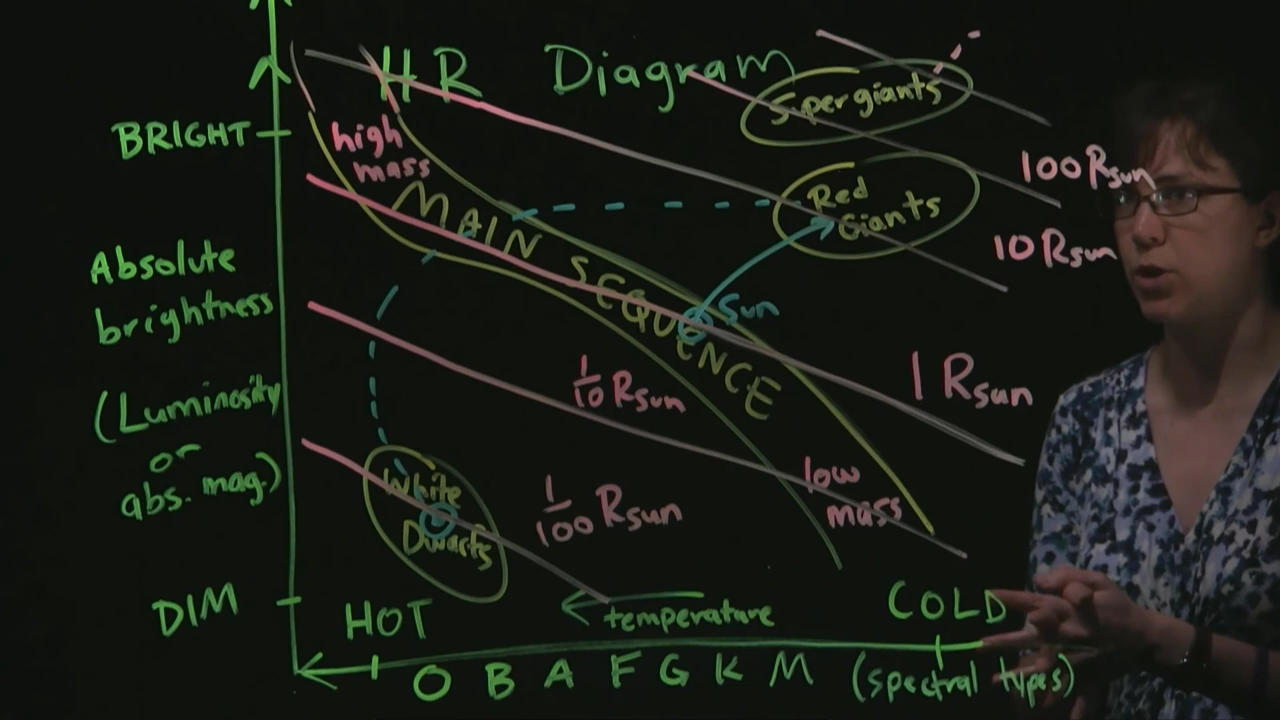 HR Diagram
Supergiants
BRIGHT
high
mass
100 Rsun
MAIN SEQUENCE
Red
Giants
10 Rsun
Absolute
brightness
(Luminosity
or
abs. mag.)
Sun
1/10 Rsun
1 Rsun
White
Dwarfs
1/100 Rsun
low
mass
DIM
HOT
temperature
COLD
O B A F G K M (spectral types)